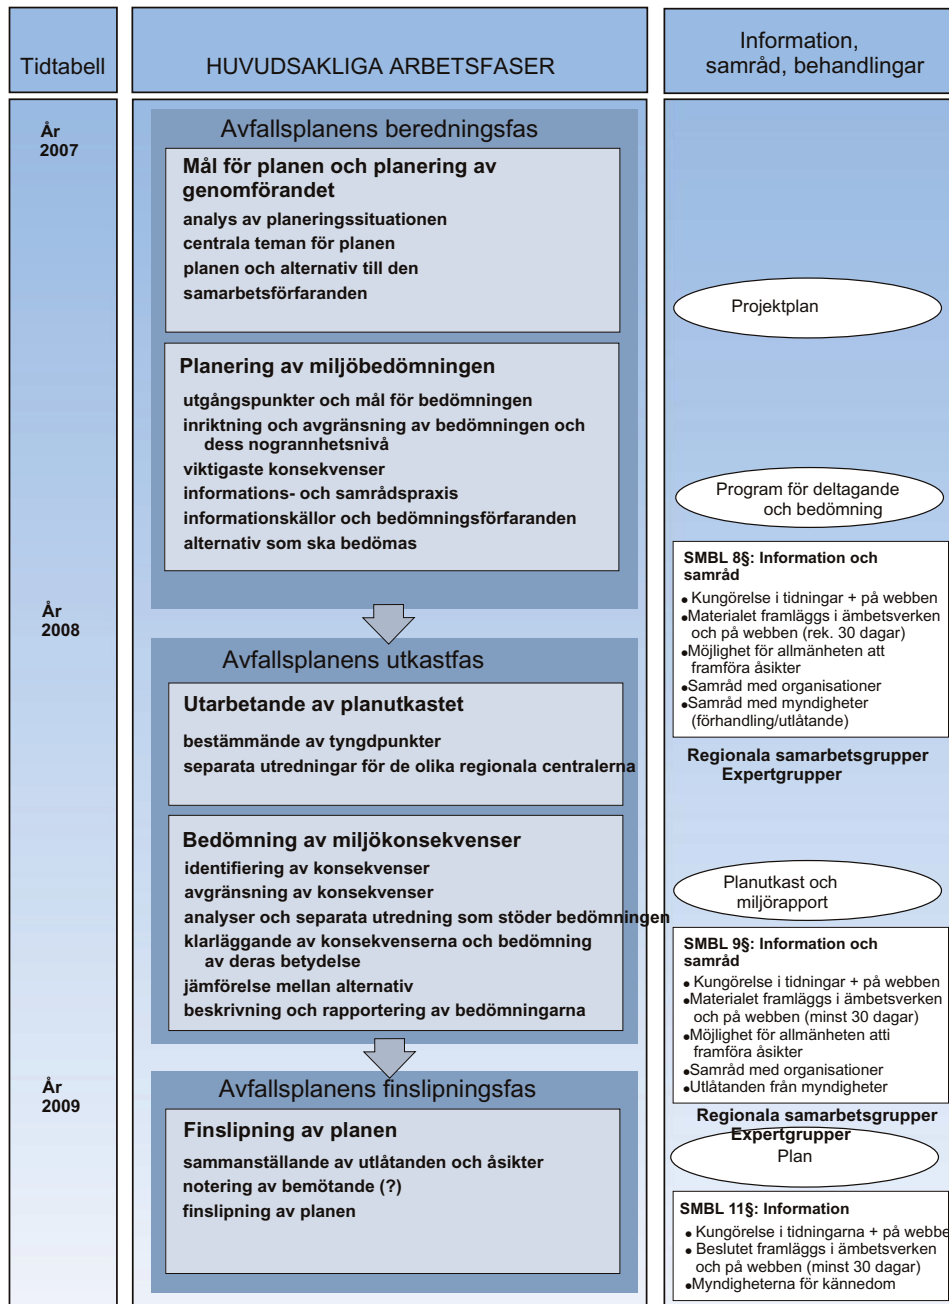 Tidtabell
HUVUDSAKLIGA ARBETSFASER
Information,
samråd, behandlingar
År
2007
Avfallsplanens beredningsfas
Mål för planen och planering av
genomförandet
analys av planeringssituationen
centrala teman för planen
planen och alternativ till den
samarbetsförfaranden
Projektplan
Planering av miljöbedömningen
utgångspunkter och mål för bedömningen
inriktning och avgränsning av bedömningen och
dess nogrannhetsnivå
viktigaste konsekvenser
informations- och samrådspraxis
informationskällor och bedömningsförfaranden
alternativ som ska bedömas
Program för deltagande
och bedömning
SMBL 8§: Information och
samråd
• Kungörelse i tidningar + på webben
•Materialet framläggs i ämbetsverken
och på webben (rek. 30 dagar)
•Möjlighet för allmänheten att
framföra åsikter
•Samråd med organisationer
•Samråd med myndigheter
(förhandling/utlåtande)
Regionala samarbetsgrupper
Expertgrupper
År
2008
Avfallsplanens utkastfas
Utarbetande av planutkastet
bestämmände av tyngdpunkter
separata utredningar för de olika regionala centralerna
Bedömning av miljökonsekvenser
identifiering av konsekvenser
avgränsning av konsekvenser
analyser och separata utredning som stöder bedömningen
klarläggande av konsekvenserna och bedömning
av deras betydelse
jämförelse mellan alternativ
beskrivning och rapportering av bedömningarna
Planutkast och
miljörapport
SMBL 9§: Information och
samråd
• Kungörelse i tidningar + på webben
•Materialet framläggs i ämbetsverken
och på webben (minst 30 dagar)
•Möjlighet för allmänheten atti
framföra åsikter
•Samråd med organisationer
•Utlåtanden från myndigheter
Regionala samarbetsgrupper
Expertgrupper
År
2009
Avfallsplanens finslipningsfas
Finslipning av planen
sammanställande av utlåtanden och åsikter
notering av bemötande (?)
finslipning av planen
Plan
SMBL 11§: Information
• Kungörelse i tidningarna + på webbe
• Beslutet framläggs i ämbetsverken
och på webben (minst 30 dagar)
•Myndigheterna för kännedom